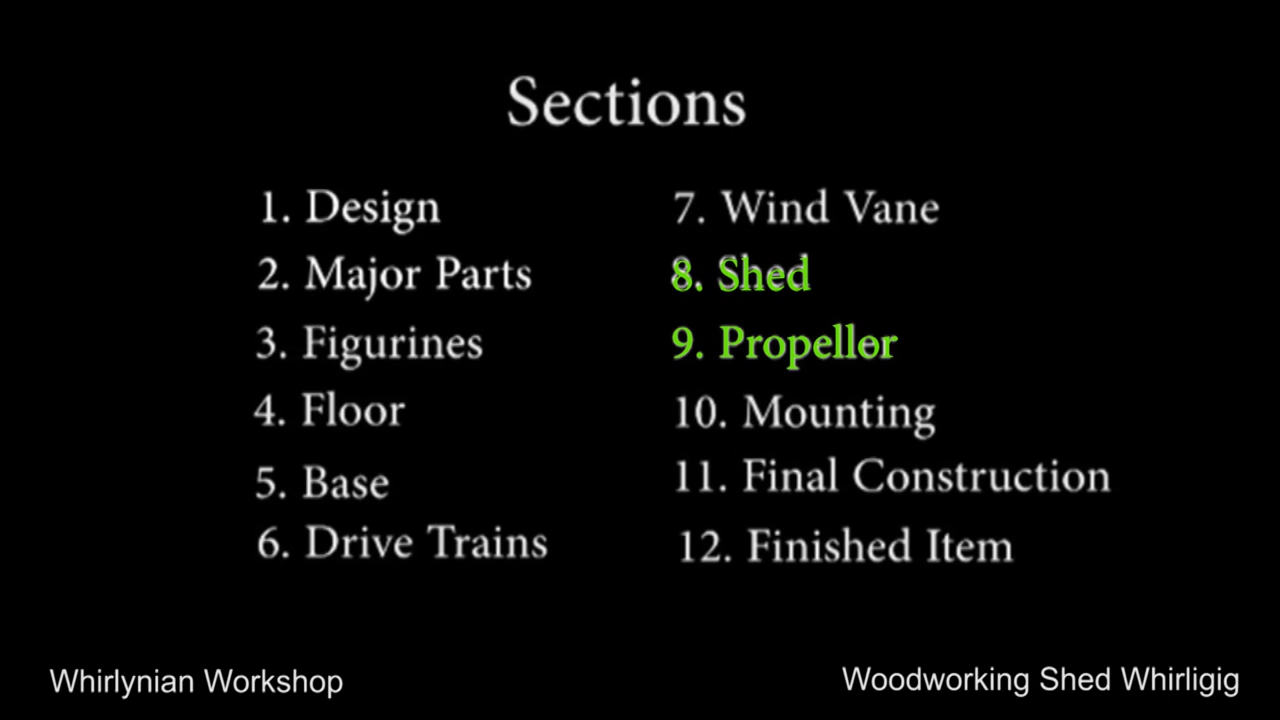 Sections
1. Design
2. Major Parts
3. Figurines
4. Floor
5. Base
6. Drive Trains
7. Wind Vane
8. Shed
9. Propellor
10. Mounting
11. Final Construction
12. Finished Item
Whirlynian Workshop
Woodworking Shed Whirligig